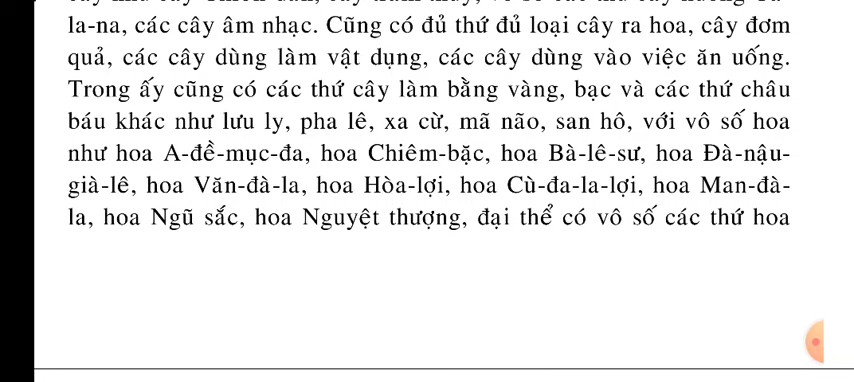 la-na, các cây âm nhạc. Cũng có đủ thứ đủ loại cây ra hoa, cây đơm
quả, các cây dùng làm vật dụng, các cây dùng vào việc ăn uống.
Trong ấy cũng có các thứ cây làm bằng vàng, bạc và các thứ châu
báu khác như lưu ly, pha lê, xa cừ, mã não, san hô, với vô số hoa
như hoa A-đề-mục-đa, hoa Chiêm-bặc, hoa Bà-lê-sư, hoa Đà-nậu-
già-lê, hoa Văn-đà-la, hoa Hòa-lợi, hoa Cù-đa-la-lợi, hoa Man-đà-
la, hoa Ngũ sắc, hoa Nguyệt thượng, đại thể có vô số các thứ hoa